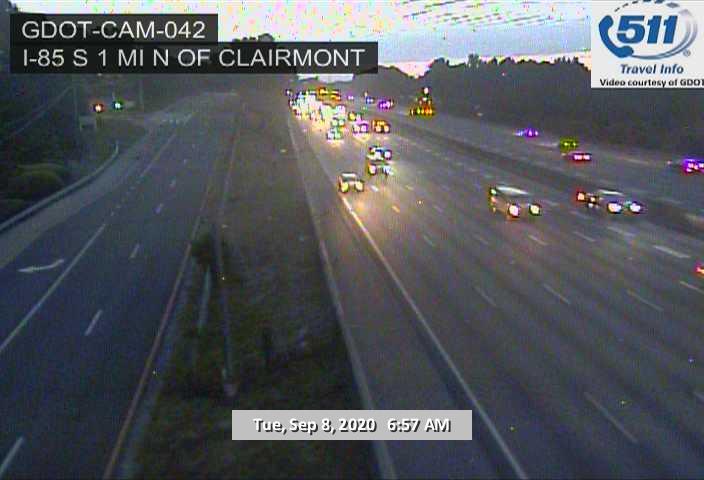 GDOT-CAM-042
I-85 S 1 MI N OF CLAIRMONT
511
Travel Info
Video courtesy of GDOT
Tue, Sep 8, 2020 6:57 AM